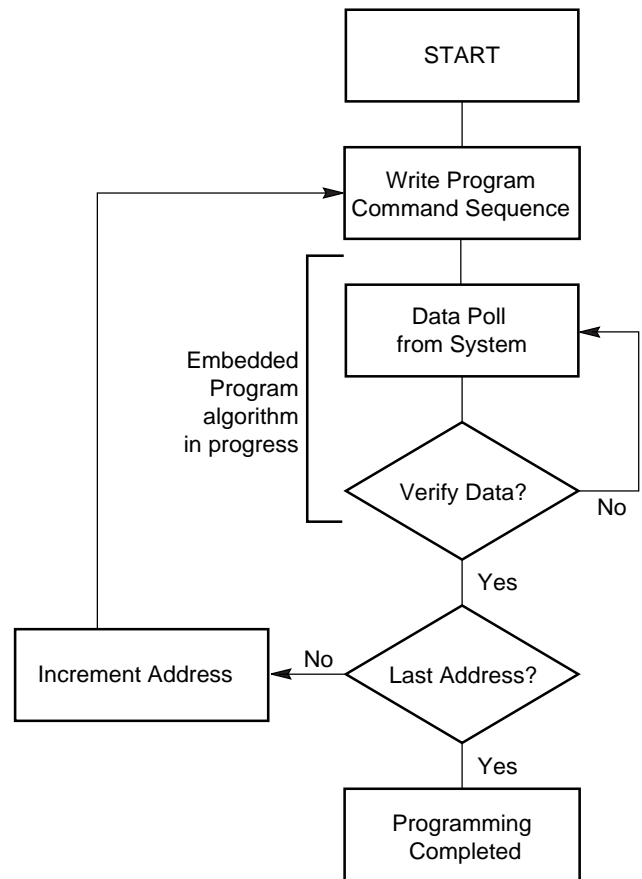 START
Write Program
Command Sequence
Data Poll
from System
Embedded
Program
algorithm
in progress
Verify Data?
No
Yes
Increment Address
No
Last Address?
Yes
Programming
Completed